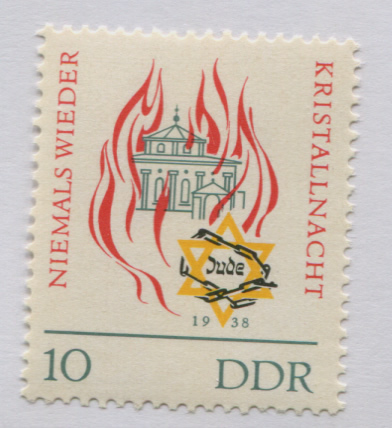 NIEMALS WIEDER
KRISTALLNACHT
Jude
1938
10
DDR